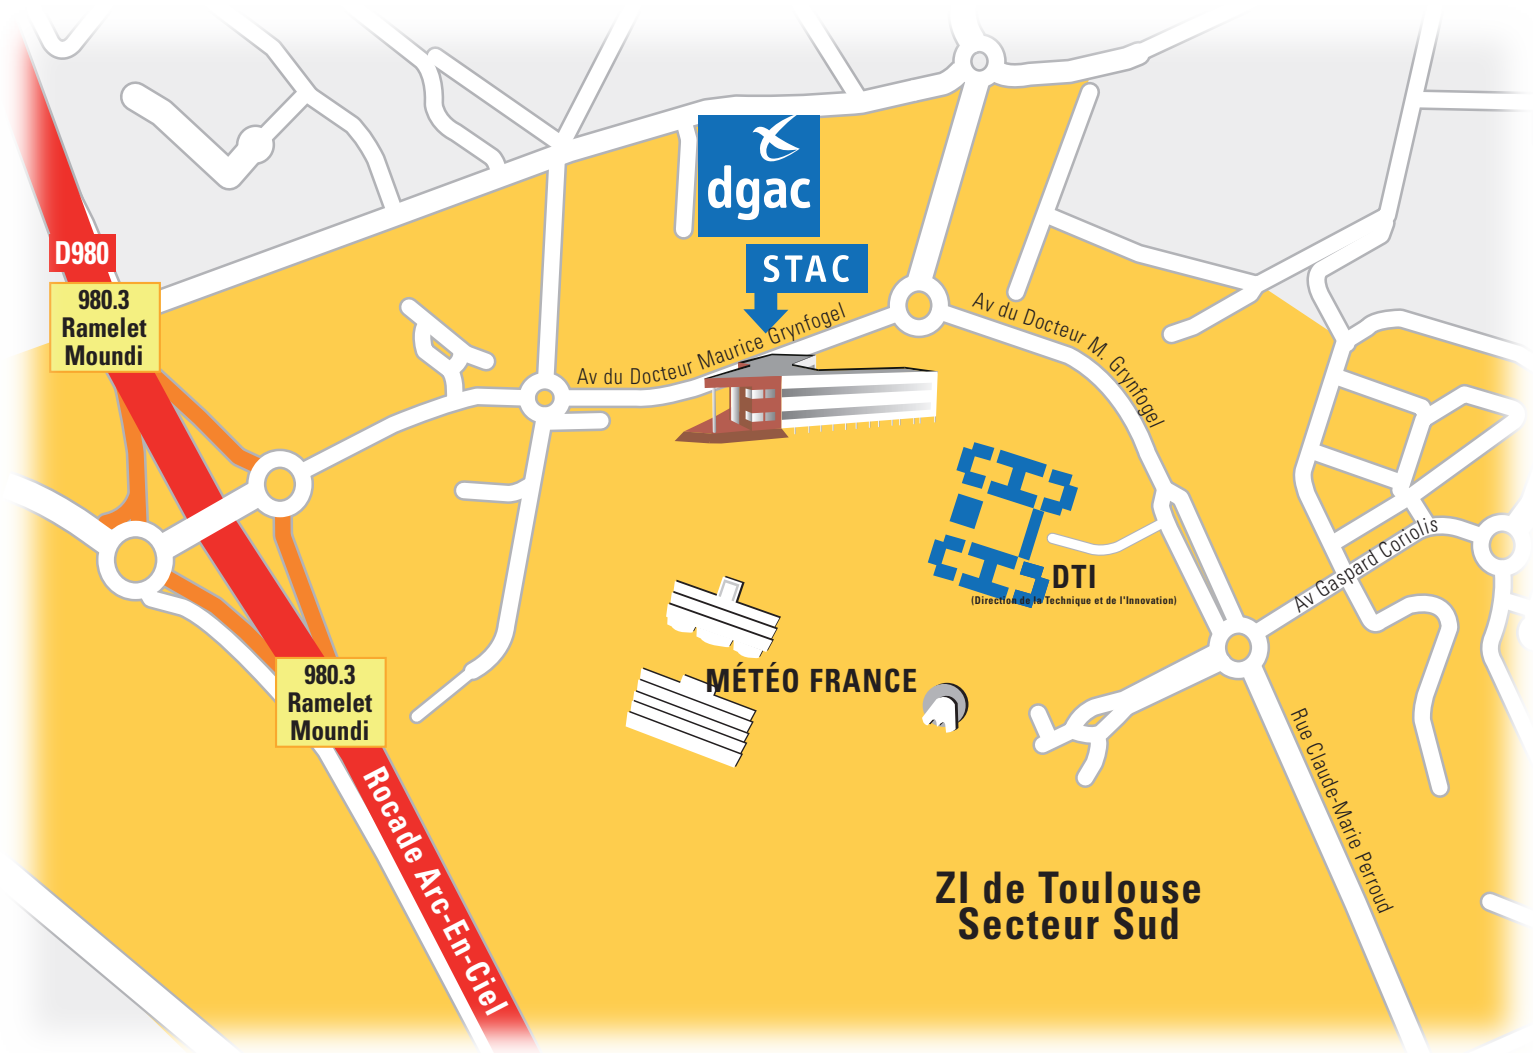 dgac
STAC
D980
980.3
Ramelet
Moundi
Av du Docteur Maurice Grynfogel
Av du Docteur M. Grynfogel
DTI
(Direction de la Technique et de l'Innovation)
Av Gaspard Coriolis
MÉTÉO FRANCE
980.3
Ramelet
Moundi
Rue Claude-Marie Perroud
Rocade Arc-En-Ciel
ZI de Toulouse
Secteur Sud